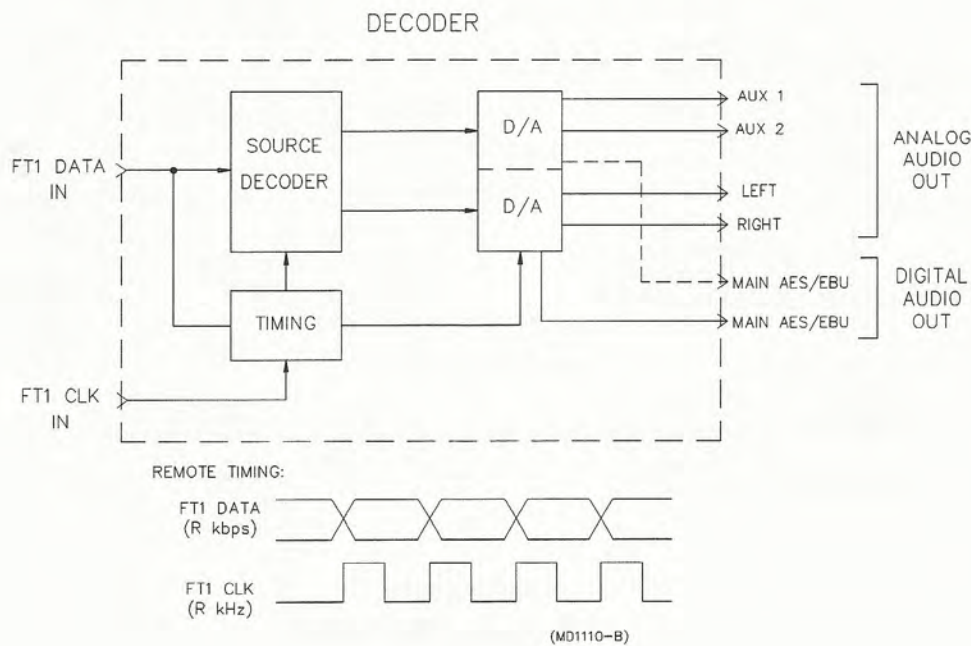 DECODER
FT1 DATA
IN
SOURCE
DECODER
D/A
D/A
TIMING
FT1 CLK
IN
AUX 1
AUX 2
LEFT
RIGHT
ANALOG
AUDIO
OUT
MAIN AES/EBU
MAIN AES/EBU
DIGITAL
AUDIO
OUT
REMOTE TIMING:
FT1 DATA
(R kbps)
FT1 CLK
(R kHz)
(MD1110-B)